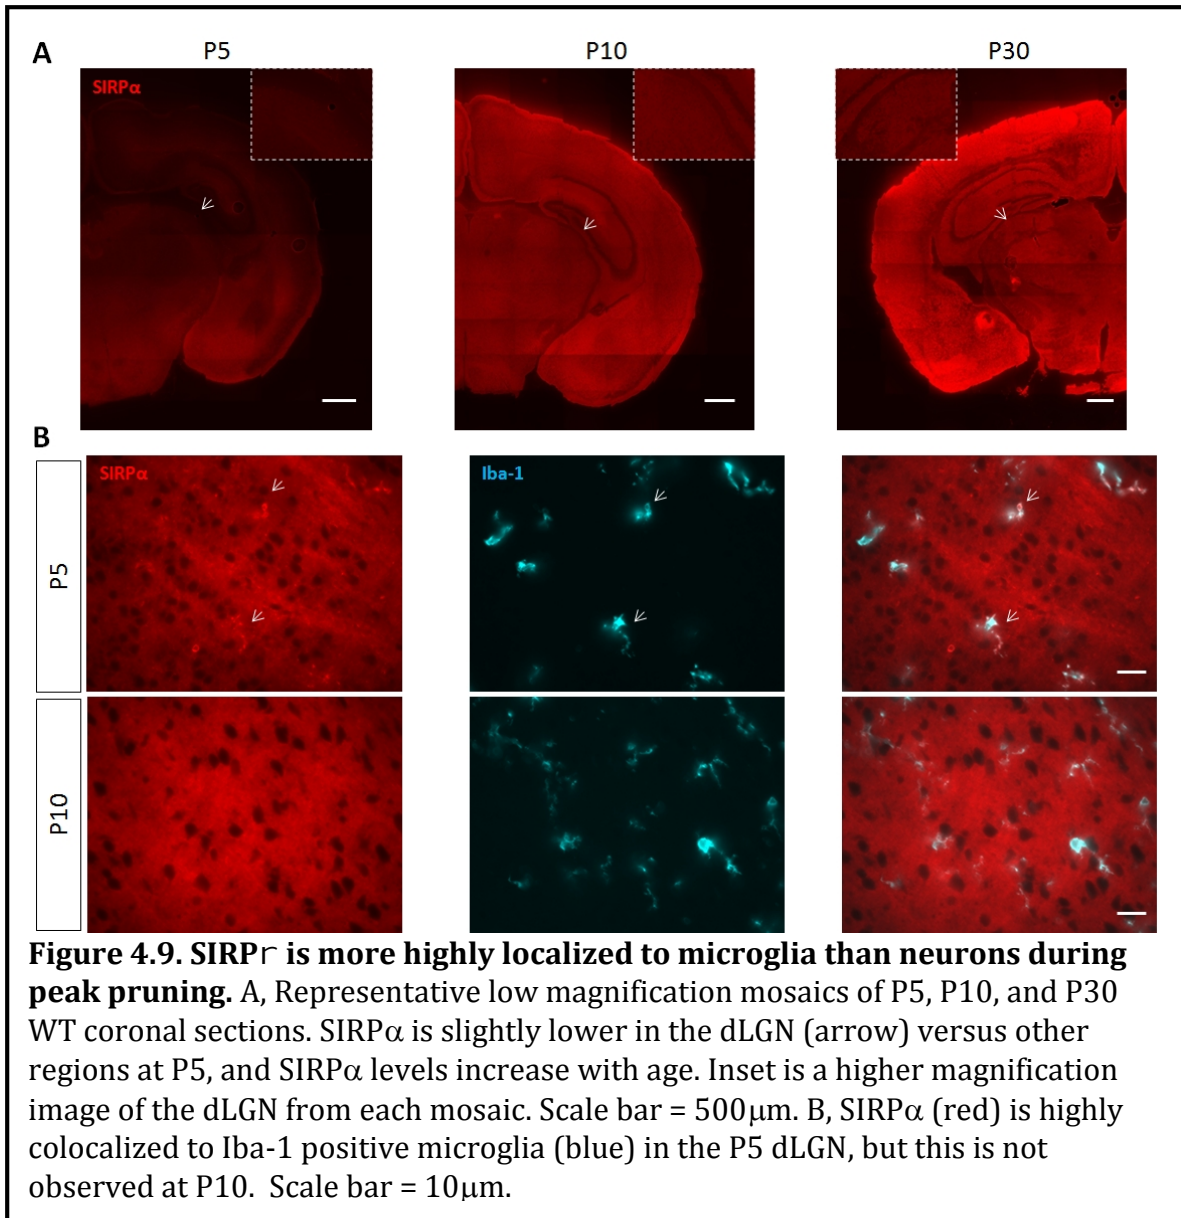 A
P5
P10
P30
SIRPα
B
SIRPα
Iba-1
P5
P10
Figure 4.9. SIRPr is more highly localized to microglia than neurons during
peak pruning. A, Representative low magnification mosaics of P5, P10, and P30
WT coronal sections. SIRPα is slightly lower in the dLGN (arrow) versus other
regions at P5, and SIRPα levels increase with age. Inset is a higher magnification
image of the dLGN from each mosaic. Scale bar = 500μm. B, SIRPα (red) is highly
colocalized to Iba-1 positive microglia (blue) in the P5 dLGN, but this is not
observed at P10. Scale bar = 10μm.